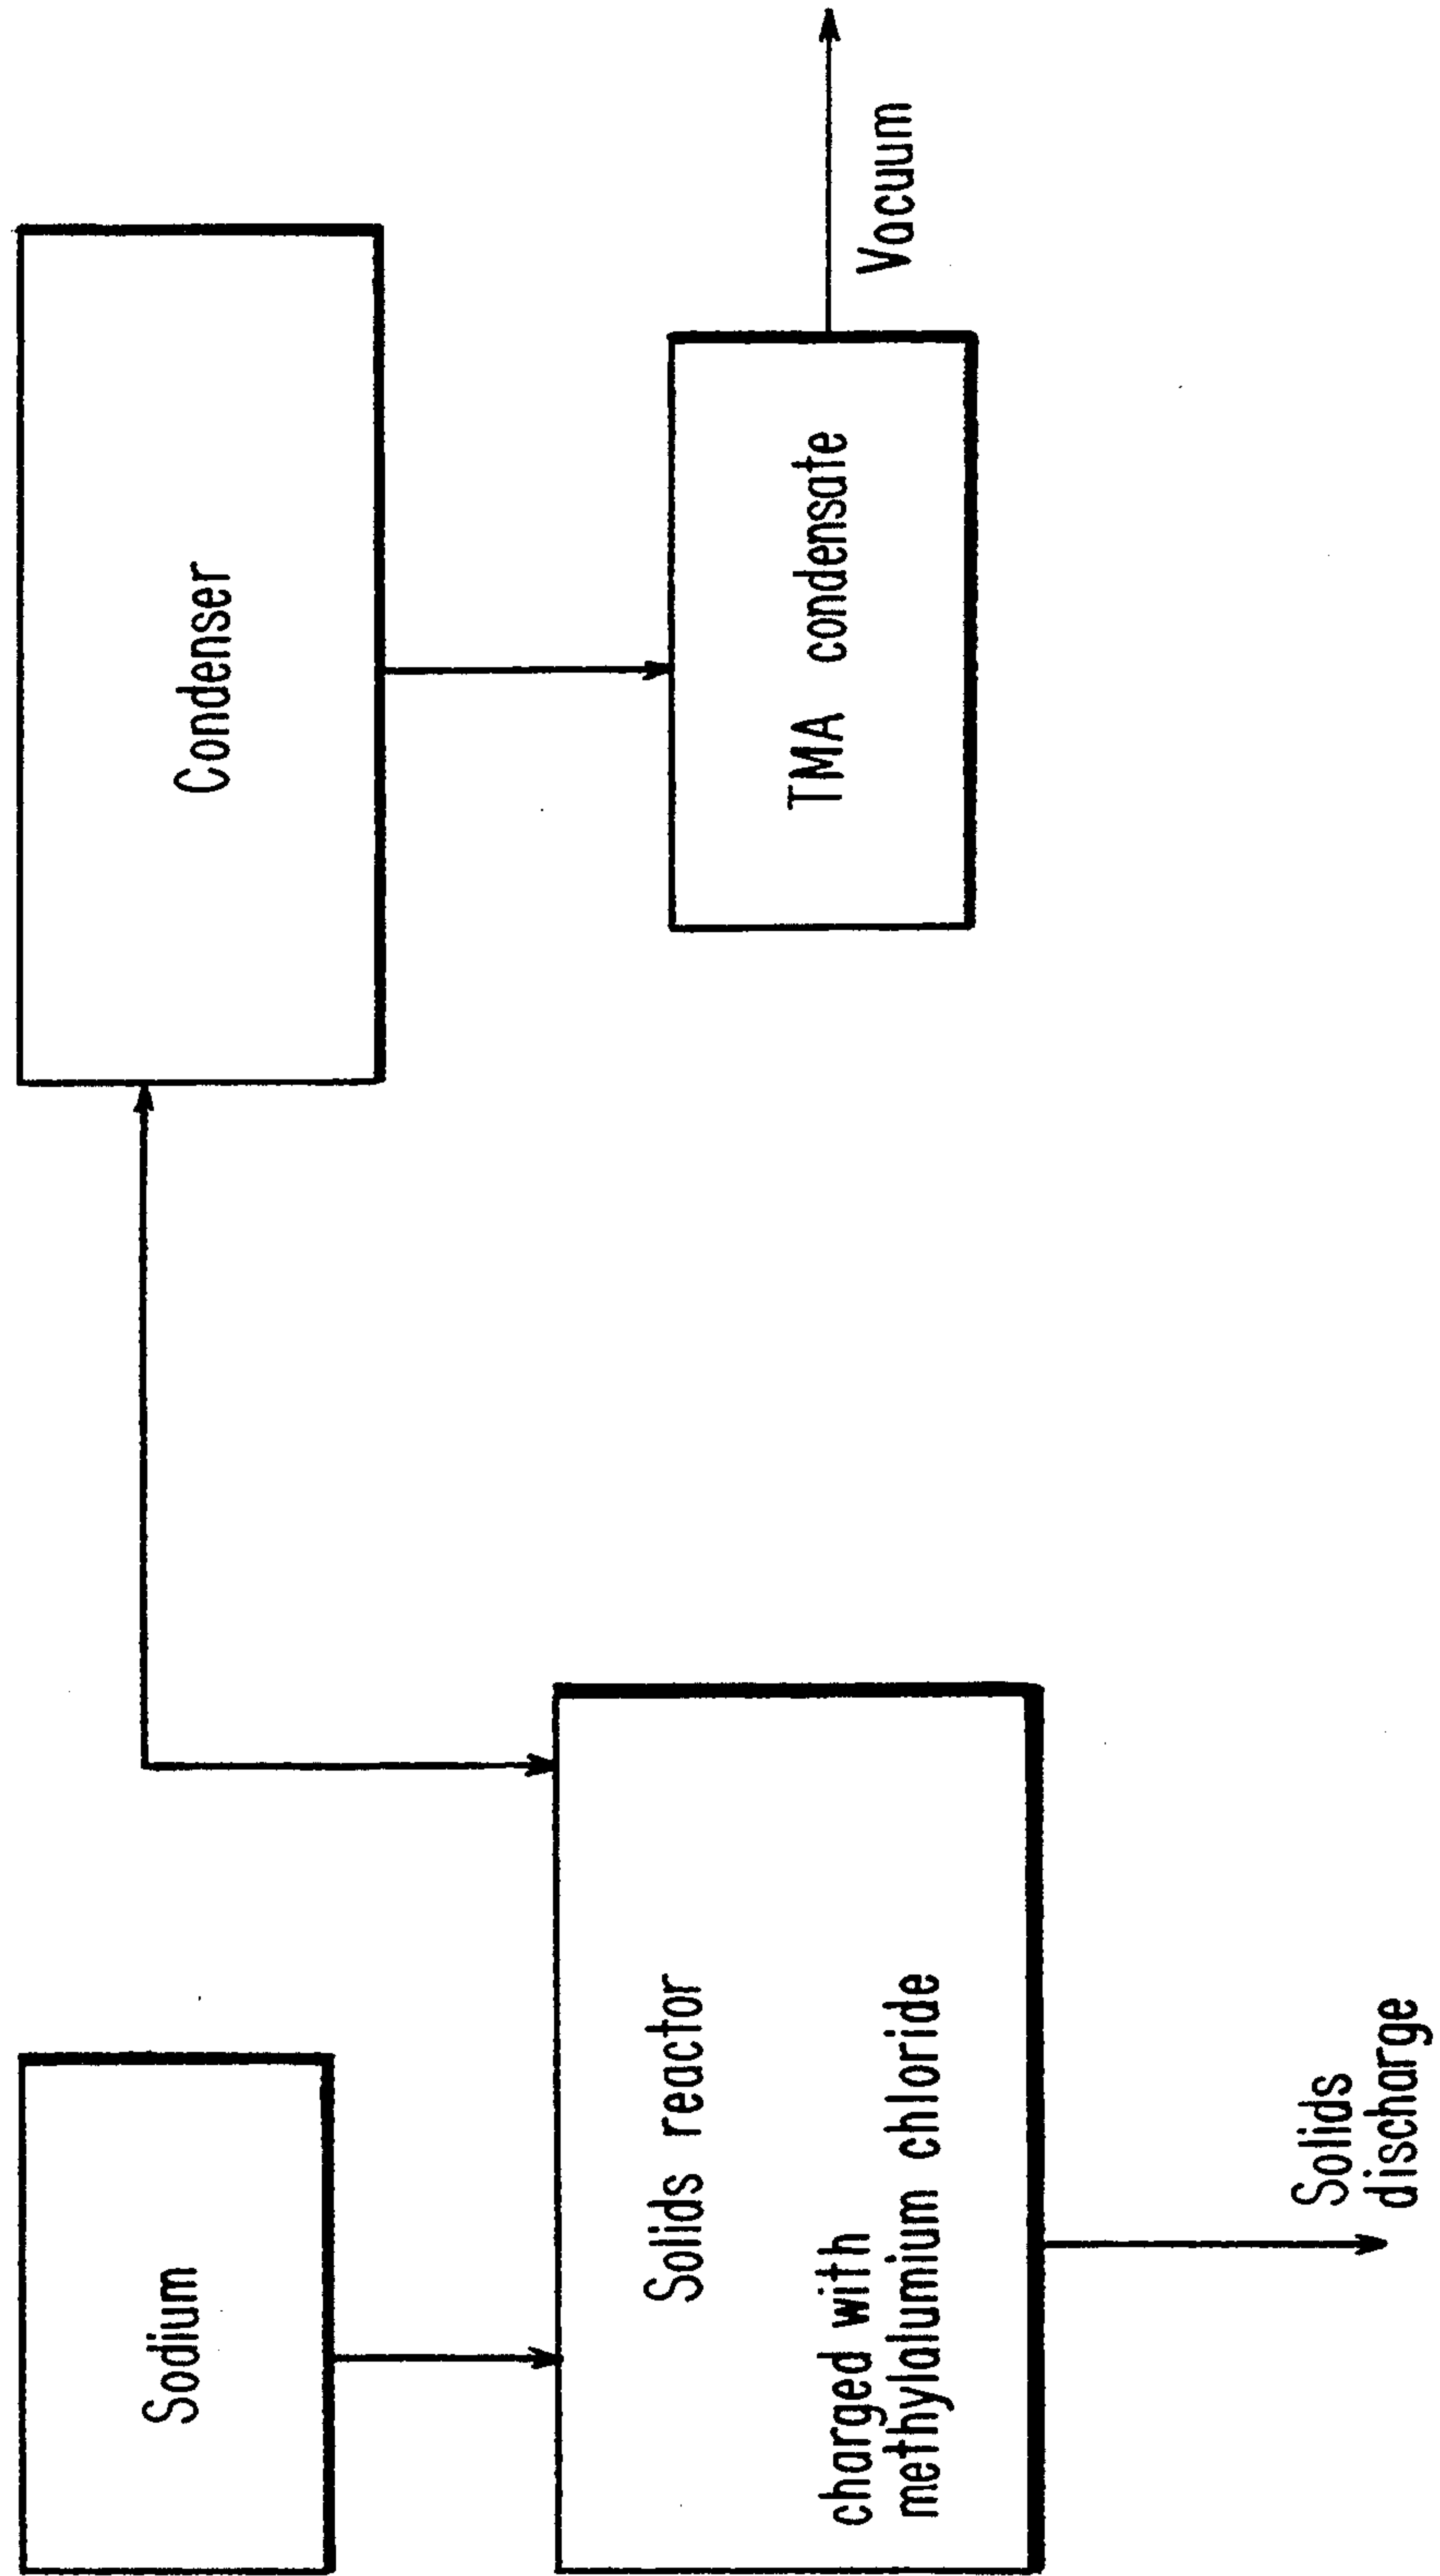 Sodium
Condenser
Solids reactor
charged with
methylalumium chloride
TMA condensate
Vacuum
Solids
discharge